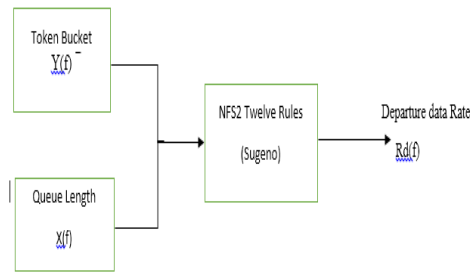 Token Bucket
Y(f)
Queue Length
X(f)
NFS2 Twelve Rules
(Sugeno)
Departure data Rate
Rd(f)